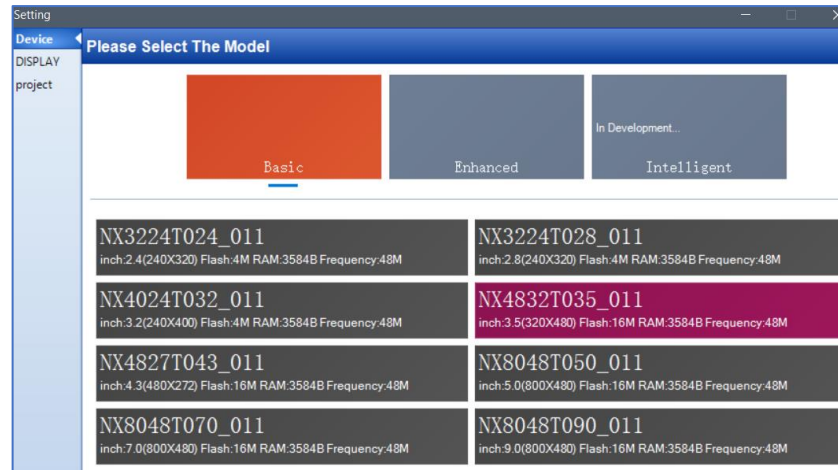 Setting
Device
DISPLAY
project
Please Select The Model
Basic
Enhanced
In Development...
Intelligent
NX3224T024_011
inch:2.4(240X320) Flash:4M RAM:3584B Frequency:48M
NX3224T028_011
inch:2.8(240X320) Flash:4M RAM:3584B Frequency:48M
NX4024T032_011
inch:3.2(240X400) Flash:4M RAM:3584B Frequency:48M
NX4832T035_011
inch:3.5(320X480) Flash:16M RAM:3584B Frequency:48M
NX4827T043_011
inch:4.3(480X272) Flash:16M RAM:3584B Frequency:48M
NX8048T050_011
inch:5.0(800X480) Flash:16M RAM:3584B Frequency:48M
NX8048T070_011
inch:7.0(800X480) Flash:16M RAM:3584B Frequency:48M
NX8048T090_011
inch:9.0(800X480) Flash:16M RAM:3584B Frequency:48M